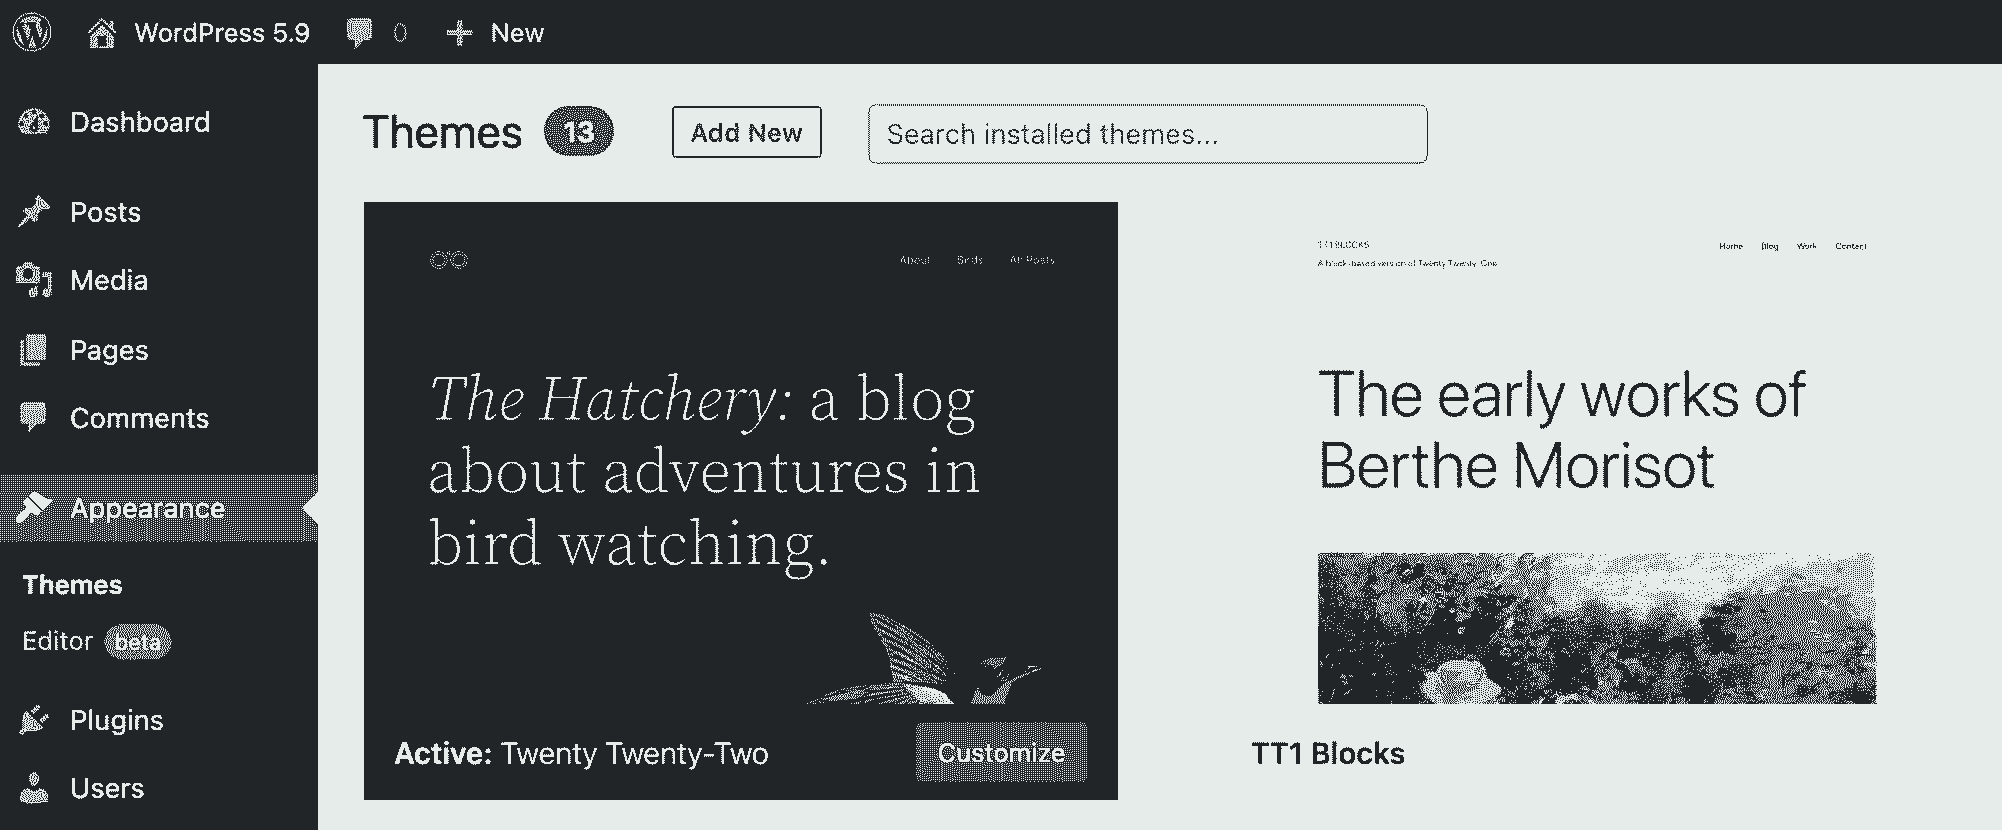 WordPress 5.9 0 New
Dashboard
Posts
Media
Pages
Comments
Appearance
Themes
Editor beta
Plugins
Users
Themes 13 Add New Search installed themes...
About Birds All Posts
The Hatchery: a blog
about adventures in
bird watching.
Active: Twenty Twenty-Two Customize
TT1 BLOCKS Home Blog Work Contact
A block-based version of Twenty Twenty-One
The early works of
Berthe Morisot
TT1 Blocks